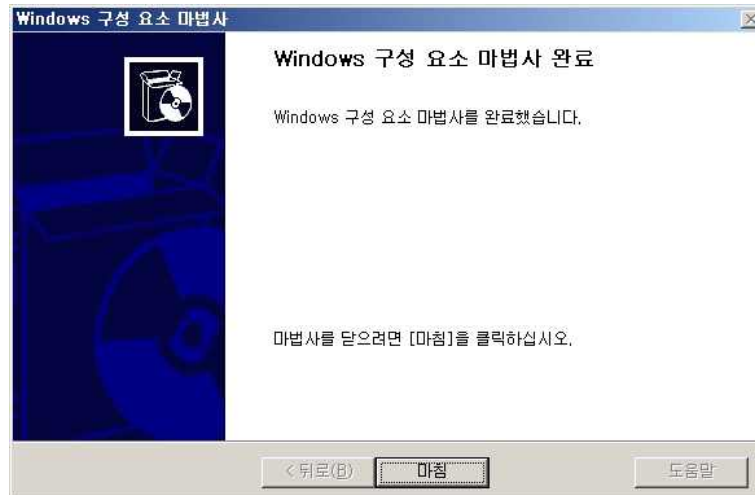 Windows 구성 요소 마법사
Windows 구성 요소 마법사 완료
Windows 구성 요소 마법사를 완료했습니다.
마법사를 닫으려면 [마침]을 클릭하십시오.
< 뒤로(B) 마침 도움말